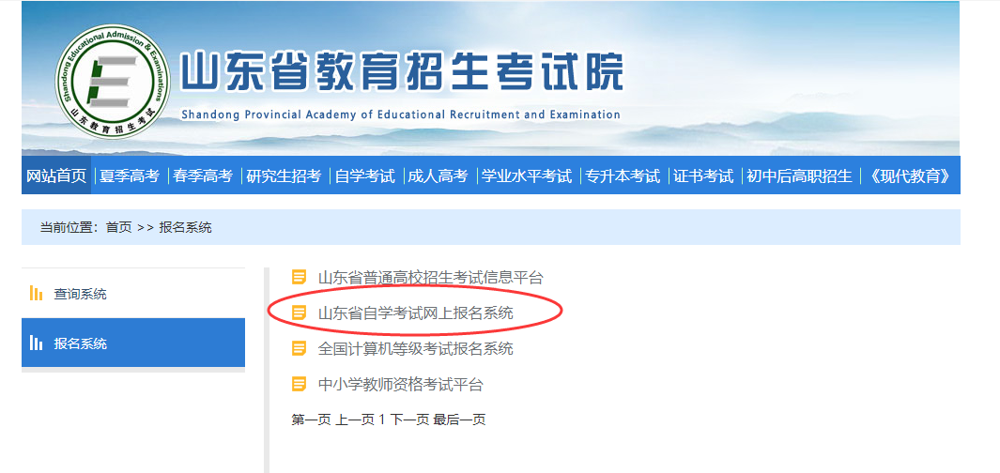 Shandong Educational Admission & Examinations
山东教育招生考试
山东省教育招生考试院
Shandong Provincial Academy of Educational Recruitment and Examination
网站首页 夏季高考 春季高考 研究生招考 自学考试 成人高考 学业水平考试 专升本考试 证书考试 初中后高职招生 《现代教育》
当前位置：首页 >> 报名系统
查询系统
报名系统
山东省普通高校招生考试信息平台
山东省自学考试网上报名系统
全国计算机等级考试报名系统
中小学教师资格考试平台
第一页 上一页 1 下一页 最后一页